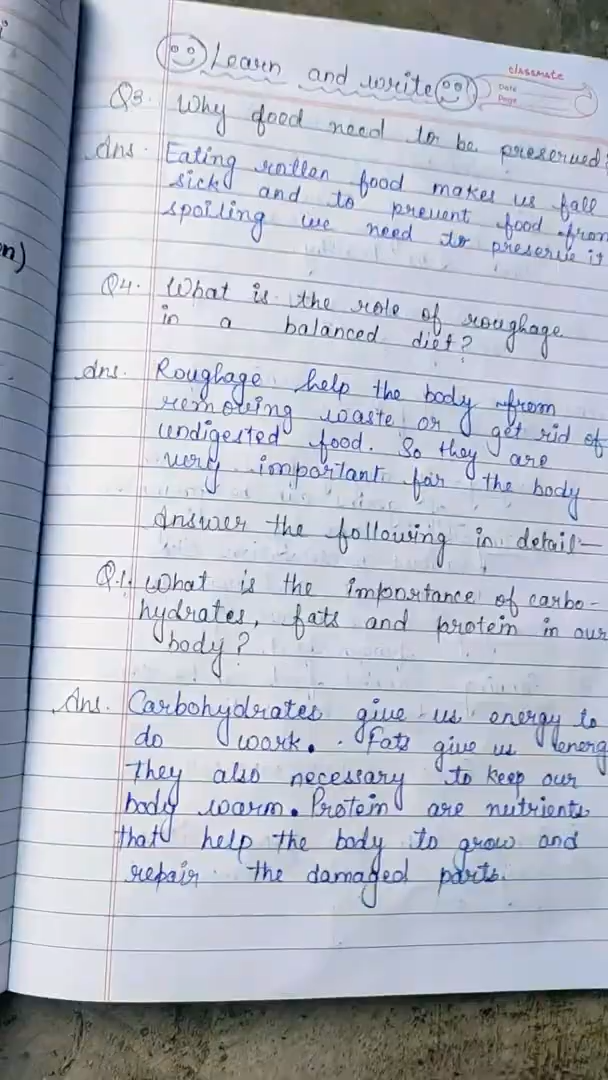 Learn and write
classmate
Date
Page
Q3. Why food need to be preserved?
Ans. Eating rotten food makes us fall
sick and to prevent food from
spoiling we need to preserve it
n)
Q4. What is the role of roughage
in a balanced diet?
Ans. Roughage help the body from
removing waste or get rid of
undigested food. So they are
very important for the body
Answer the following in detail-
Q.1. What is the importance of carbo-
hydrates, fats and protein in our
body?
Ans. Carbohydrates give us energy to
do work. Fats give us energ
They also necessary to keep our
body warm. Protein are nutrients
that help the body to grow and
repair the damaged parts.